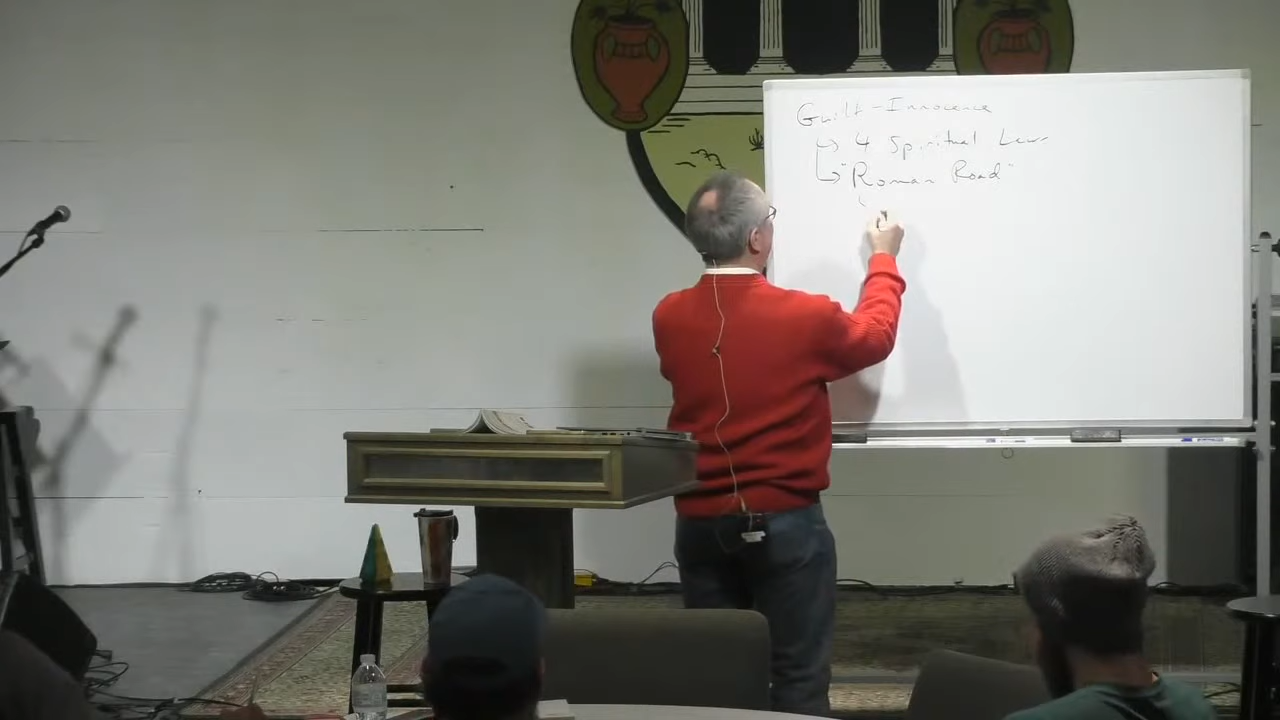 Guilt - Innocence
↳ 4 Spiritual Laws
↳ "Roman Road"